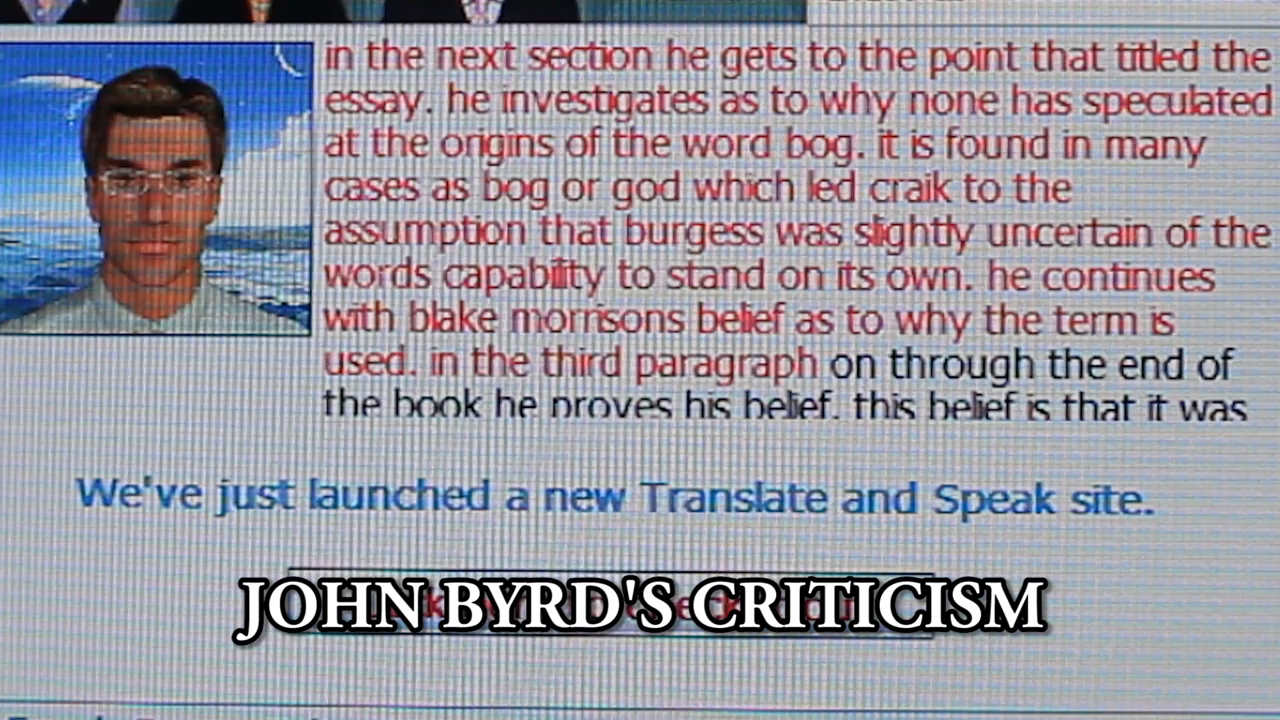 in the next section he gets to the point that titled the
essay. he investigates as to why none has speculated
at the origins of the word bog. it is found in many
cases as bog or god which led craik to the
assumption that burgess was slightly uncertain of the
words capability to stand on its own. he continues
with blake morrisons belief as to why the term is
used. in the third paragraph on through the end of
the book he proves his belief. this belief is that it was
We've just launched a new Translate and Speak site.
JOHN BYRD'S CRITICISM